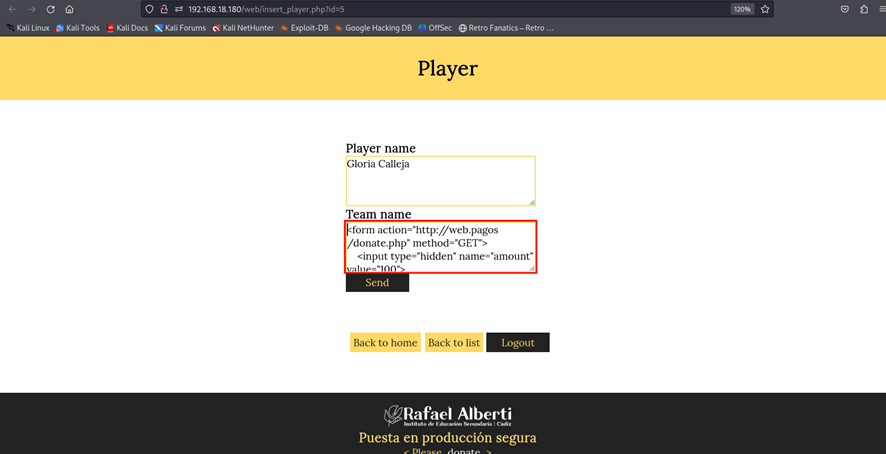 192.168.18.180/web/insert_player.php?id=5
120%
Kali Linux Kali Tools Kali Docs Kali Forums Kali NetHunter Exploit-DB Google Hacking DB OffSec Retro Fanatics – Retro ...
Player
Player name
Gloria Calleja
Team name
<form action="http://web.pagos
/donate.php" method="GET">
<input type="hidden" name="amount"
value="100">
Send
Back to home Back to list Logout
Rafael Alberti
Instituto de Educación Secundaria | Cádiz
Puesta en producción segura
< Please donate >